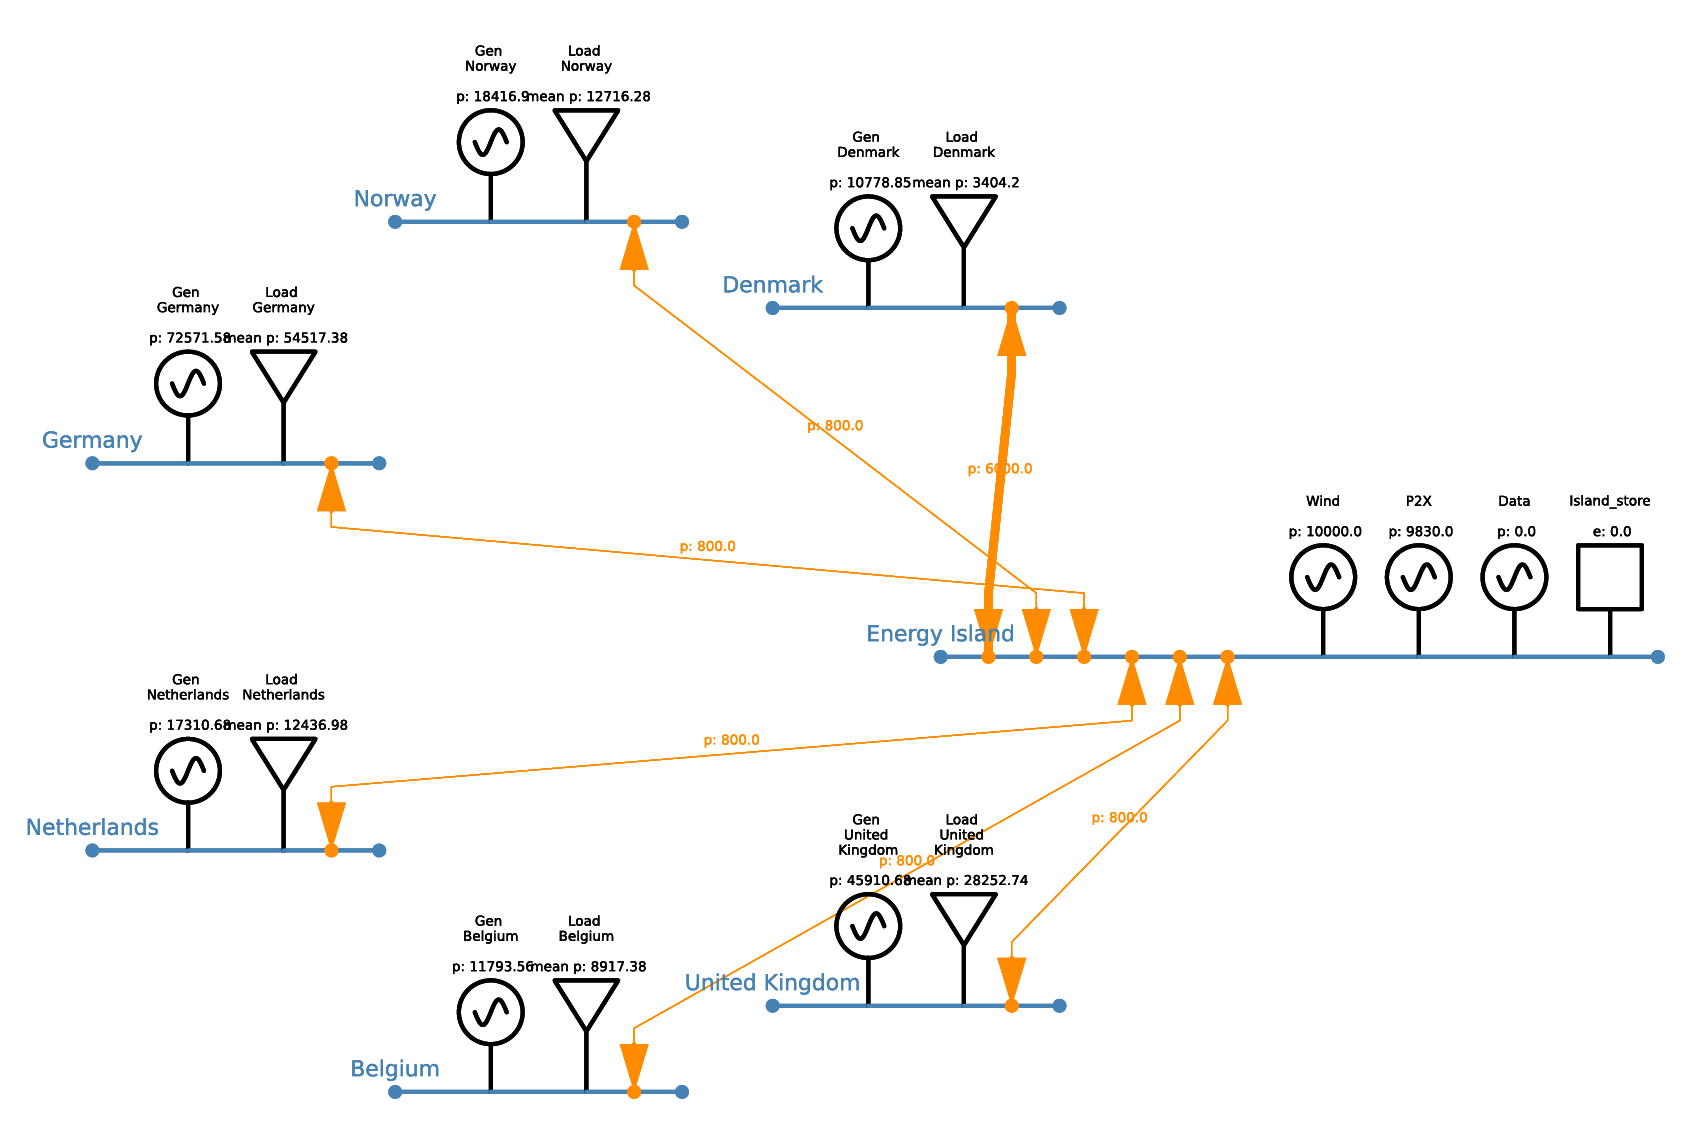 Gen
Norway
p: 18416.9
Load
Norway
mean p: 12716.28
Norway
Gen
Denmark
p: 10778.85
Load
Denmark
mean p: 3404.2
Denmark
Gen
Germany
p: 72571.58
Load
Germany
mean p: 54517.38
Germany
p: 800.0
p: 6000.0
p: 800.0
Wind
p: 10000.0
P2X
p: 9830.0
Data
p: 0.0
Island_store
e: 0.0
Energy Island
Gen
Netherlands
p: 17310.68
Load
Netherlands
mean p: 12436.98
Netherlands
p: 800.0
p: 800.0
p: 800.0
Gen
United
Kingdom
p: 45910.68
Load
United
Kingdom
mean p: 28252.74
United Kingdom
Gen
Belgium
p: 11793.56
Load
Belgium
mean p: 8917.38
Belgium